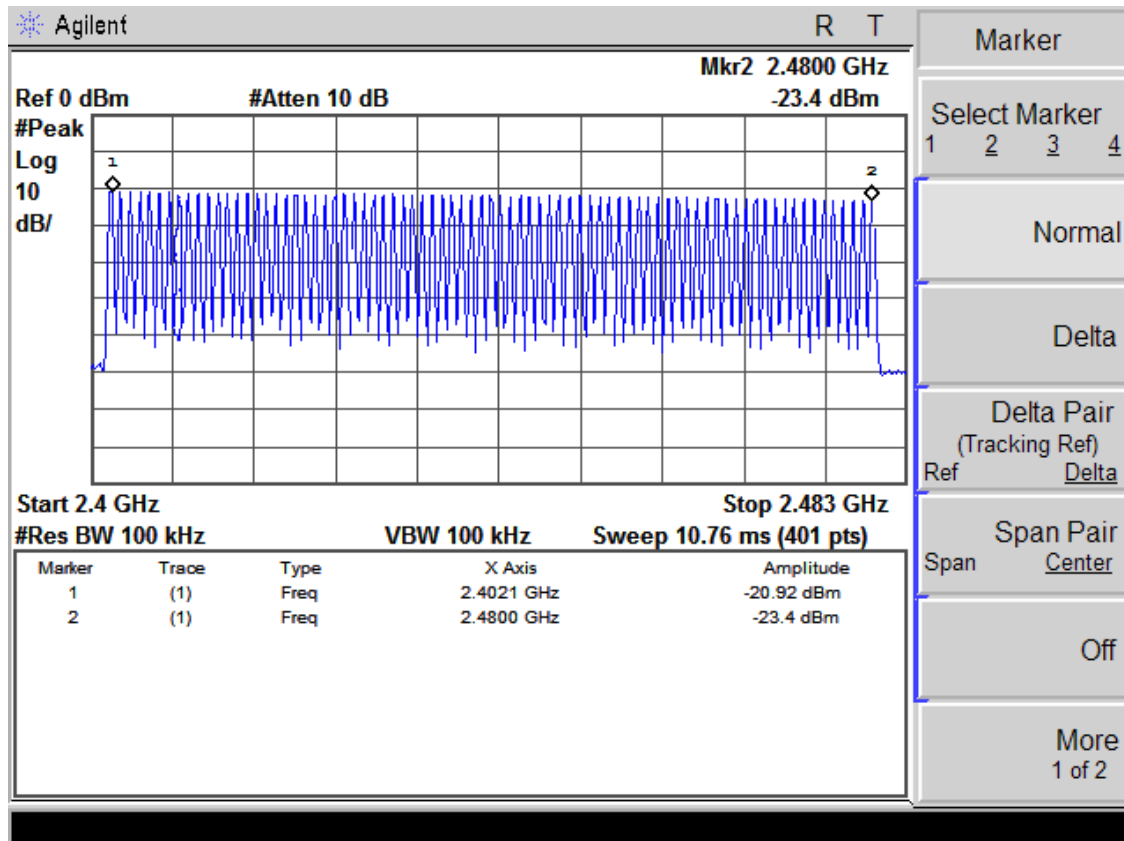 Agilent R T
Mkr2 2.4800 GHz
Ref 0 dBm #Atten 10 dB -23.4 dBm
#Peak
Log
10
dB/
1
2
Start 2.4 GHz Stop 2.483 GHz
#Res BW 100 kHz VBW 100 kHz Sweep 10.76 ms (401 pts)
Marker Trace Type X Axis Amplitude
1 (1) Freq 2.4021 GHz -20.92 dBm
2 (1) Freq 2.4800 GHz -23.4 dBm
Marker
Select Marker
1 2 3 4
Normal
Delta
Delta Pair
(Tracking Ref)
Ref Delta
Span Pair
Span Center
Off
More
1 of 2